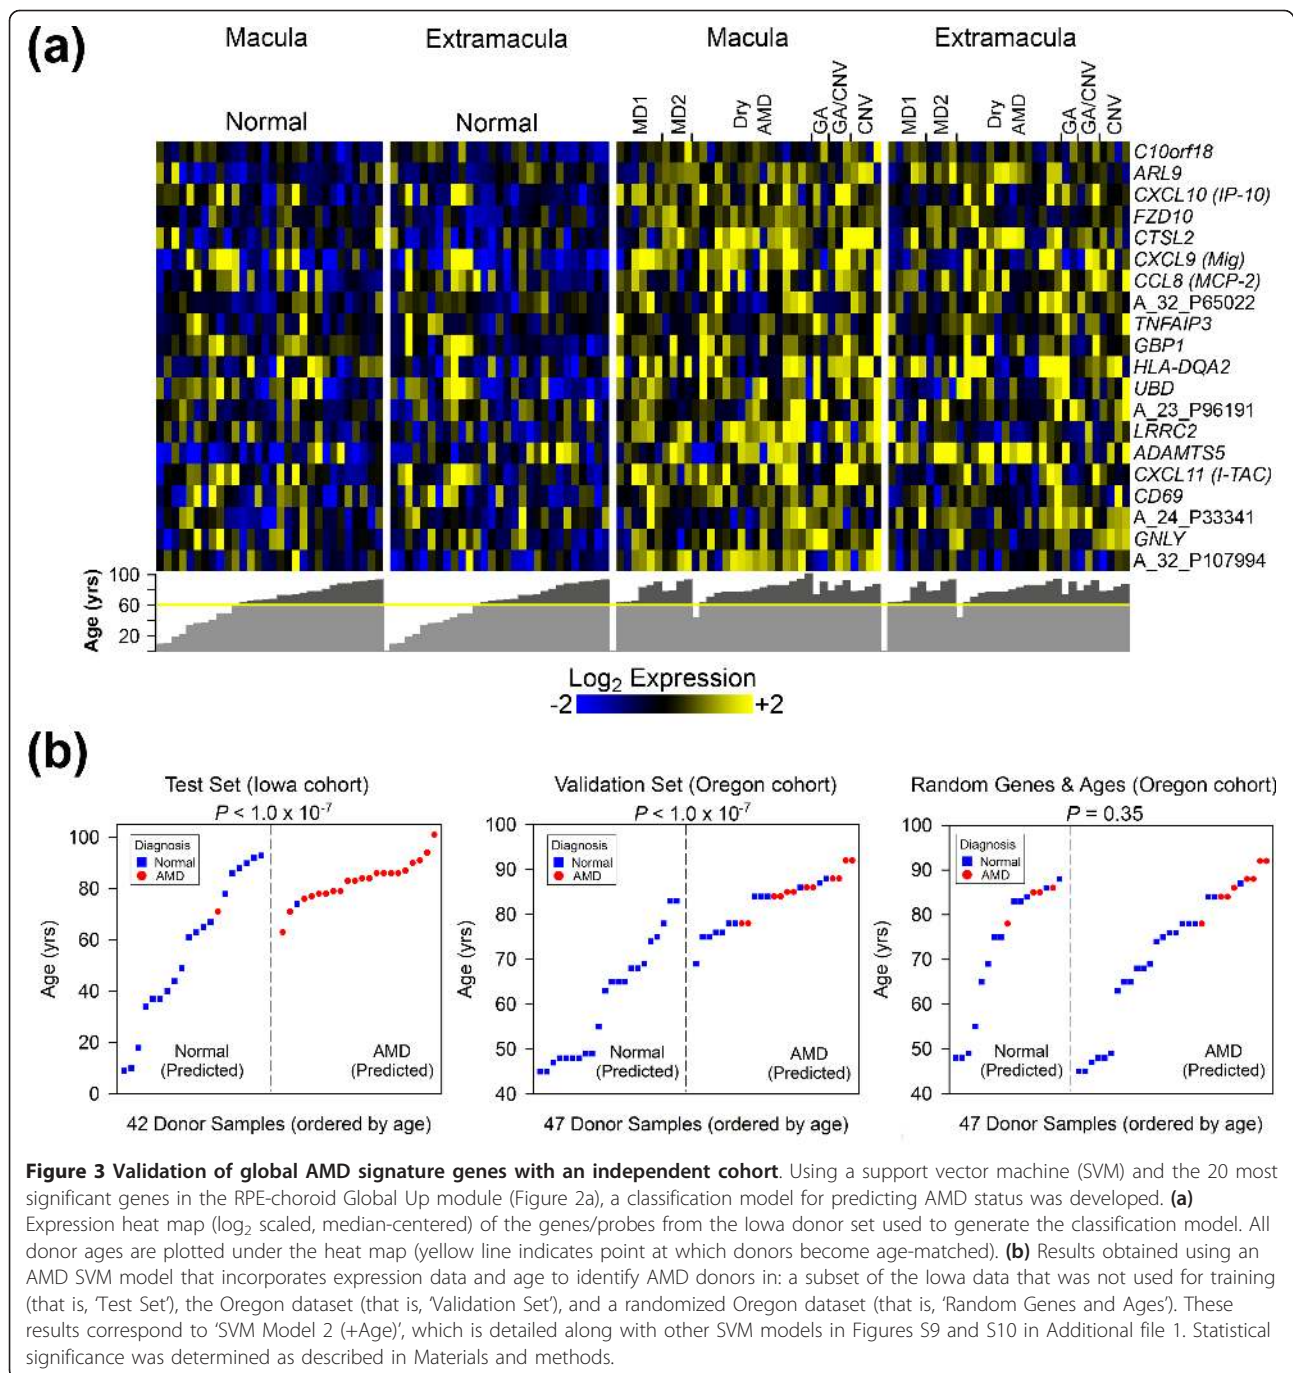 (a)
Macula Extramacula Macula Extramacula
Normal Normal MD1 MD2 Dry AMD GA GA/CNV CNV MD1 MD2 Dry AMD GA GA/CNV CNV
C10orf18
ARL9
CXCL10 (IP-10)
FZD10
CTSL2
CXCL9 (Mig)
CCL8 (MCP-2)
A_32_P65022
TNFAIP3
GBP1
HLA-DQA2
UBD
A_23_P96191
LRRC2
ADAMTS5
CXCL11 (I-TAC)
CD69
A_24_P33341
GNLY
A_32_P107994
Age (yrs)
100
60
20
Log2 Expression
-2 +2
(b)
Test Set (Iowa cohort)
P < 1.0 x 10-7
Diagnosis
Normal
AMD
Age (yrs)
100
80
60
40
20
0
Normal (Predicted)
AMD (Predicted)
42 Donor Samples (ordered by age)
Validation Set (Oregon cohort)
P < 1.0 x 10-7
Diagnosis
Normal
AMD
Age (yrs)
100
90
80
70
60
50
40
Normal (Predicted)
AMD (Predicted)
47 Donor Samples (ordered by age)
Random Genes & Ages (Oregon cohort)
P = 0.35
Diagnosis
Normal
AMD
Age (yrs)
100
90
80
70
60
50
40
Normal (Predicted)
AMD (Predicted)
47 Donor Samples (ordered by age)
Figure 3 Validation of global AMD signature genes with an independent cohort. Using a support vector machine (SVM) and the 20 most
significant genes in the RPE-choroid Global Up module (Figure 2a), a classification model for predicting AMD status was developed. (a)
Expression heat map (log2 scaled, median-centered) of the genes/probes from the Iowa donor set used to generate the classification model. All
donor ages are plotted under the heat map (yellow line indicates point at which donors become age-matched). (b) Results obtained using an
AMD SVM model that incorporates expression data and age to identify AMD donors in: a subset of the Iowa data that was not used for training
(that is, 'Test Set'), the Oregon dataset (that is, 'Validation Set'), and a randomized Oregon dataset (that is, 'Random Genes and Ages'). These
results correspond to 'SVM Model 2 (+Age)', which is detailed along with other SVM models in Figures S9 and S10 in Additional file 1. Statistical
significance was determined as described in Materials and methods.